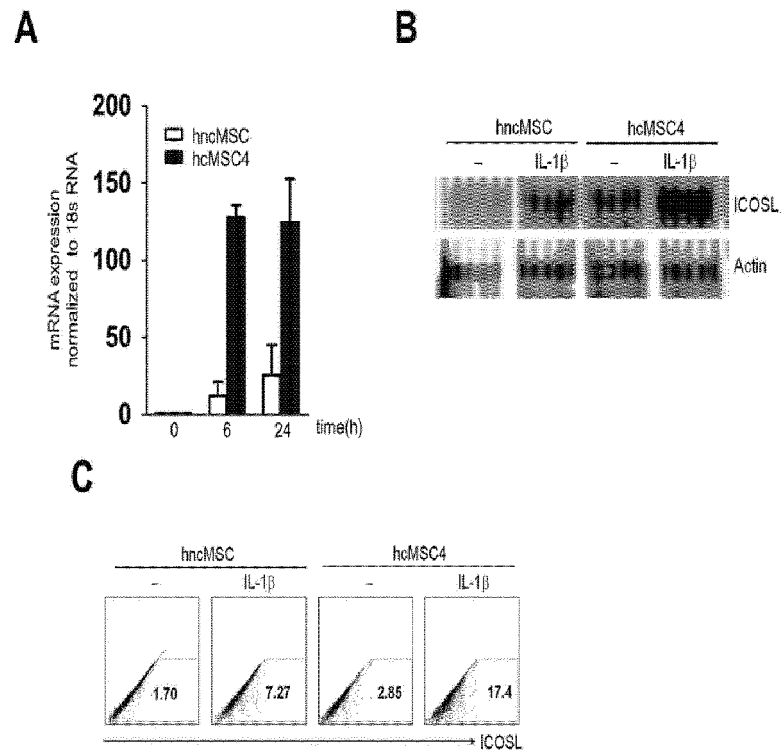 A
mRNA expression
normalized to 18s RNA
200
150
100
50
0
hncMSC
hcMSC4
0 6 24 time(h)
B
hncMSC hcMSC4
– IL-1β – IL-1β
ICOSL
Actin
C
hncMSC hcMSC4
– IL-1β – IL-1β
1.70 7.27 2.85 17.4
ICOSL